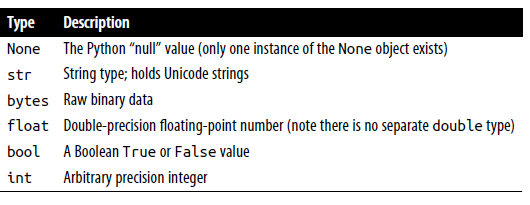 Type Description
None The Python “null” value (only one instance of the None object exists)
str String type; holds Unicode strings
bytes Raw binary data
float Double-precision floating-point number (note there is no separate double type)
bool A Boolean True or False value
int Arbitrary precision integer